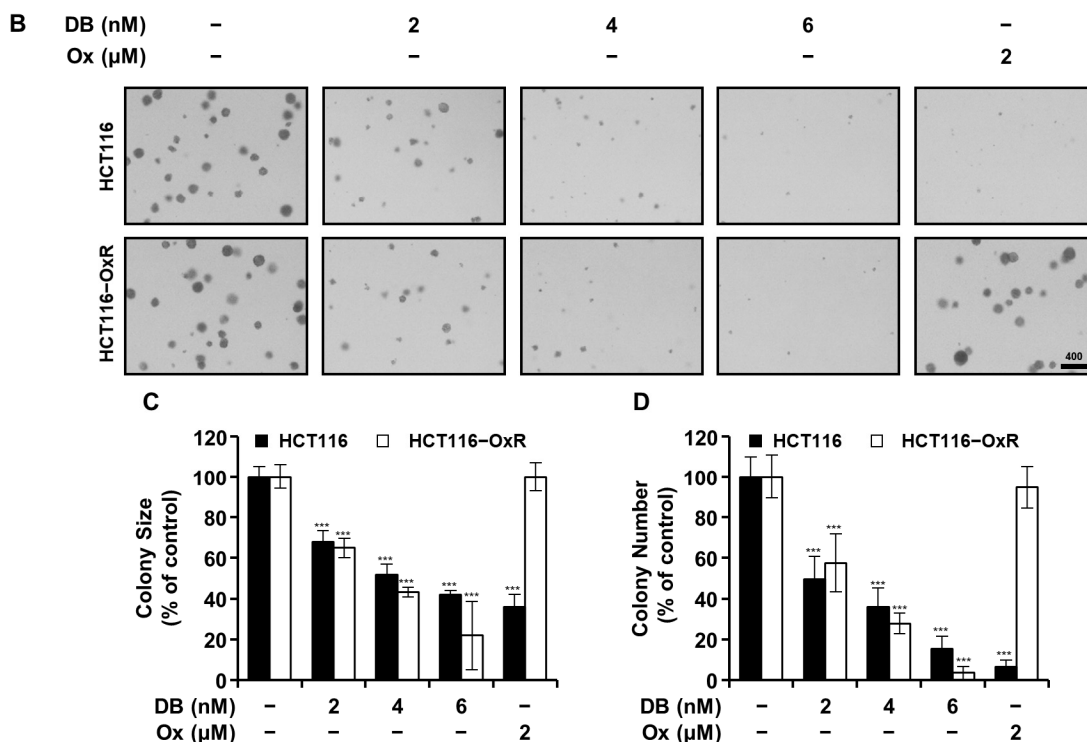 B
DB (nM) – 2 4 6 –
Ox (µM) – – – – 2
HCT116
HCT116–OxR
400
C
120
100
80
60
40
20
0
Colony Size
(% of control)
HCT116 HCT116–OxR
*** *** *** *** *** *** ***
DB (nM) – 2 4 6 –
Ox (µM) – – – – 2
D
120
100
80
60
40
20
0
Colony Number
(% of control)
HCT116 HCT116–OxR
*** *** *** *** *** *** ***
DB (nM) – 2 4 6 –
Ox (µM) – – – – 2